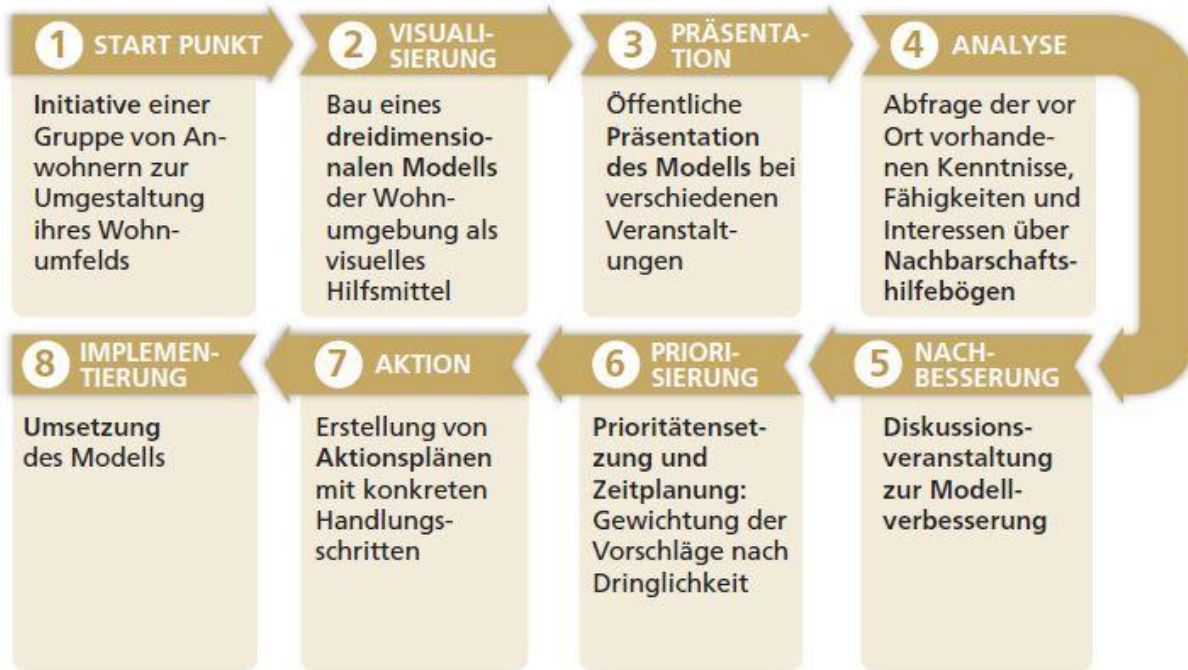 1 START PUNKT
Initiative einer
Gruppe von An-
wohnern zur
Umgestaltung
ihres Wohn-
umfelds
2 VISUALI-
SIERUNG
Bau eines
dreidimensio-
nalen Modells
der Wohn-
umgebung als
visuelles
Hilfsmittel
3 PRÄSENTA-
TION
Öffentliche
Präsentation
des Modells bei
verschiedenen
Veranstalt-
ungen
4 ANALYSE
Abfrage der vor
Ort vorhande-
nen Kenntnisse,
Fähigkeiten und
Interessen über
Nachbarschafts-
hilfebögen
5 NACH-
BESSERUNG
Diskussions-
veranstaltung
zur Modell-
verbesserung
6 PRIORI-
SIERUNG
Prioritätenset-
zung und
Zeitplanung:
Gewichtung der
Vorschläge nach
Dringlichkeit
7 AKTION
Erstellung von
Aktionsplänen
mit konkreten
Handlungs-
schritten
8 IMPLEMEN-
TIERUNG
Umsetzung
des Modells